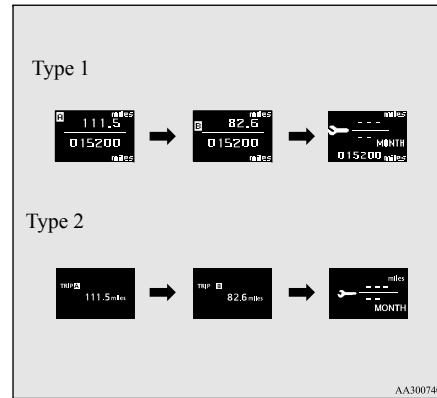 Type 1
A miles
111.5
015200
miles
B miles
82.6
015200
miles
miles
---
--
MONTH
015200 miles
Type 2
TRIP A
111.5 miles
TRIP B
82.6 miles
miles
---
--
MONTH
AA300740